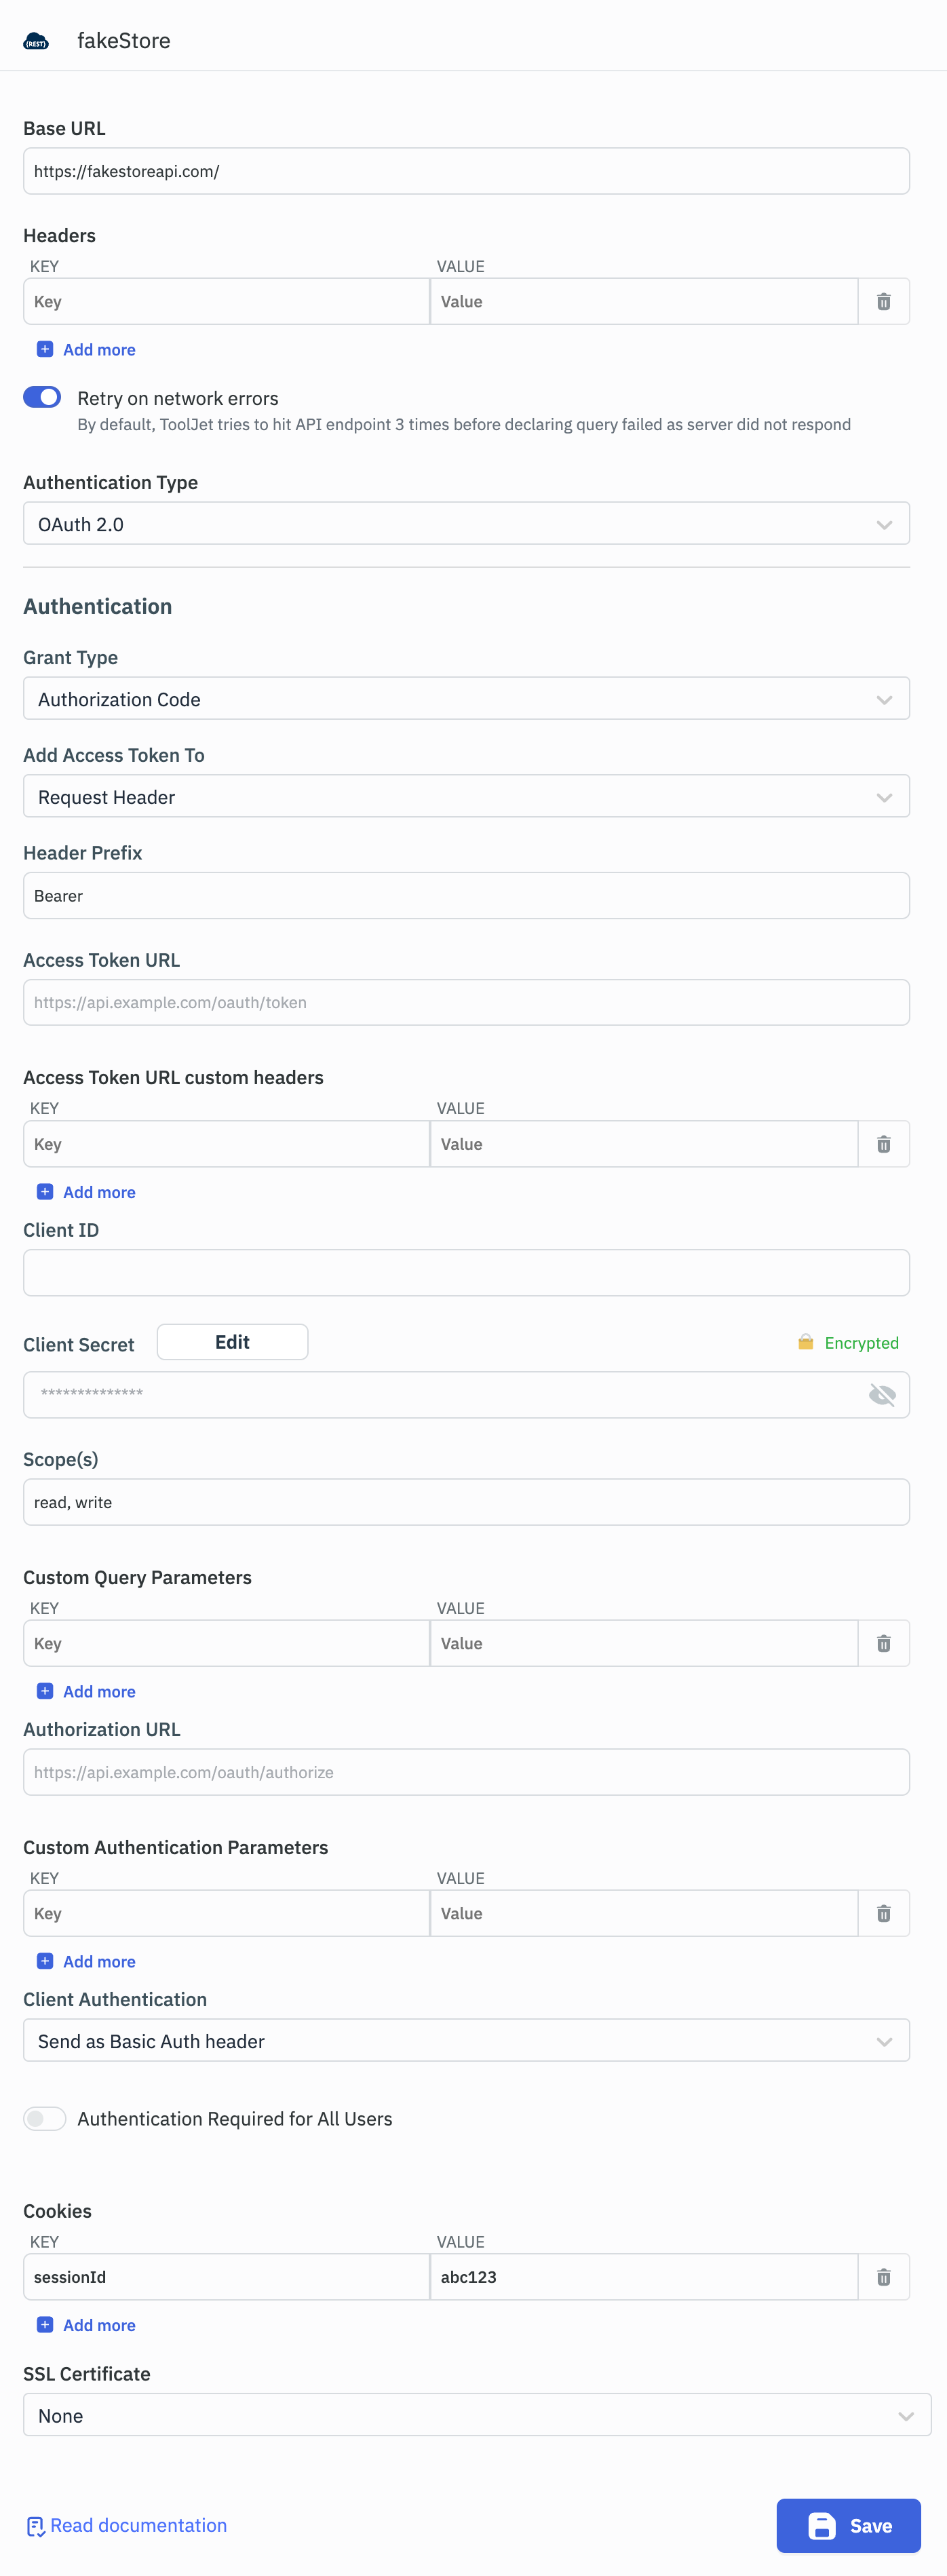 {REST}
fakeStore
Base URL
https://fakestoreapi.com/
Headers
KEY VALUE
Key Value
Add more
Retry on network errors
By default, ToolJet tries to hit API endpoint 3 times before declaring query failed as server did not respond
Authentication Type
OAuth 2.0
Authentication
Grant Type
Authorization Code
Add Access Token To
Request Header
Header Prefix
Bearer
Access Token URL
https://api.example.com/oauth/token
Access Token URL custom headers
KEY VALUE
Key Value
Add more
Client ID
Client Secret Edit Encrypted
**************
Scope(s)
read, write
Custom Query Parameters
KEY VALUE
Key Value
Add more
Authorization URL
https://api.example.com/oauth/authorize
Custom Authentication Parameters
KEY VALUE
Key Value
Add more
Client Authentication
Send as Basic Auth header
Authentication Required for All Users
Cookies
KEY VALUE
sessionId abc123
Add more
SSL Certificate
None
Read documentation Save